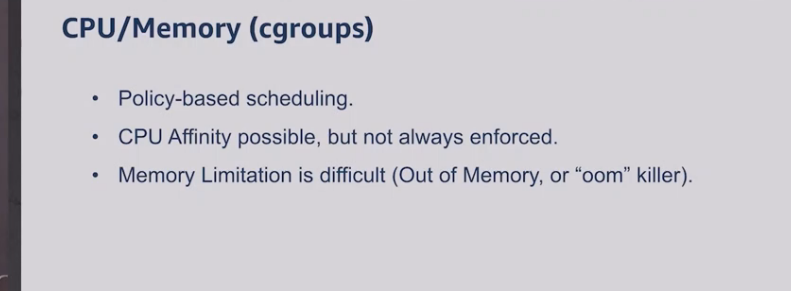 CPU/Memory (cgroups)
• Policy-based scheduling.
• CPU Affinity possible, but not always enforced.
• Memory Limitation is difficult (Out of Memory, or “oom” killer).